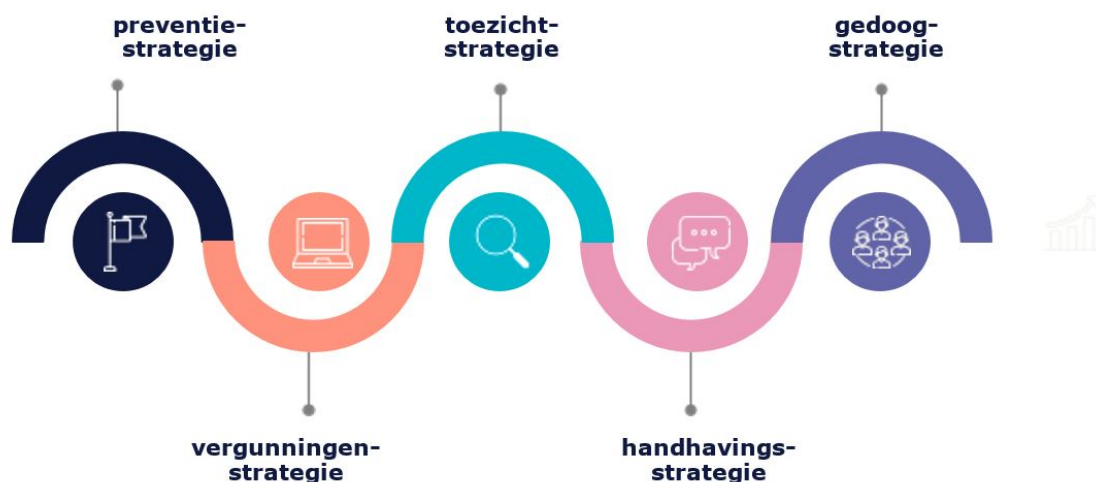 preventie-
strategie
toezicht-
strategie
gedoog-
strategie
vergunningen-
strategie
handhavings-
strategie